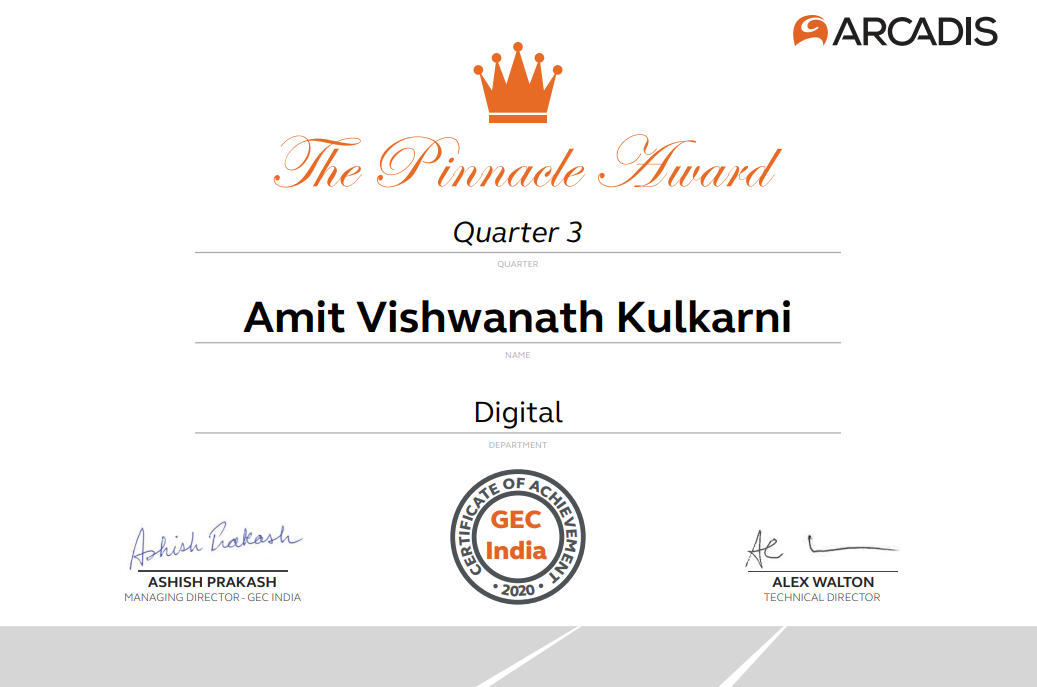 ARCADIS
The Pinnacle Award
Quarter 3
QUARTER
Amit Vishwanath Kulkarni
NAME
Digital
DEPARTMENT
CERTIFICATE OF ACHIEVEMENT
GEC
India
• 2020 •
Ashish Prakash
ASHISH PRAKASH
MANAGING DIRECTOR - GEC INDIA
ALEX WALTON
TECHNICAL DIRECTOR